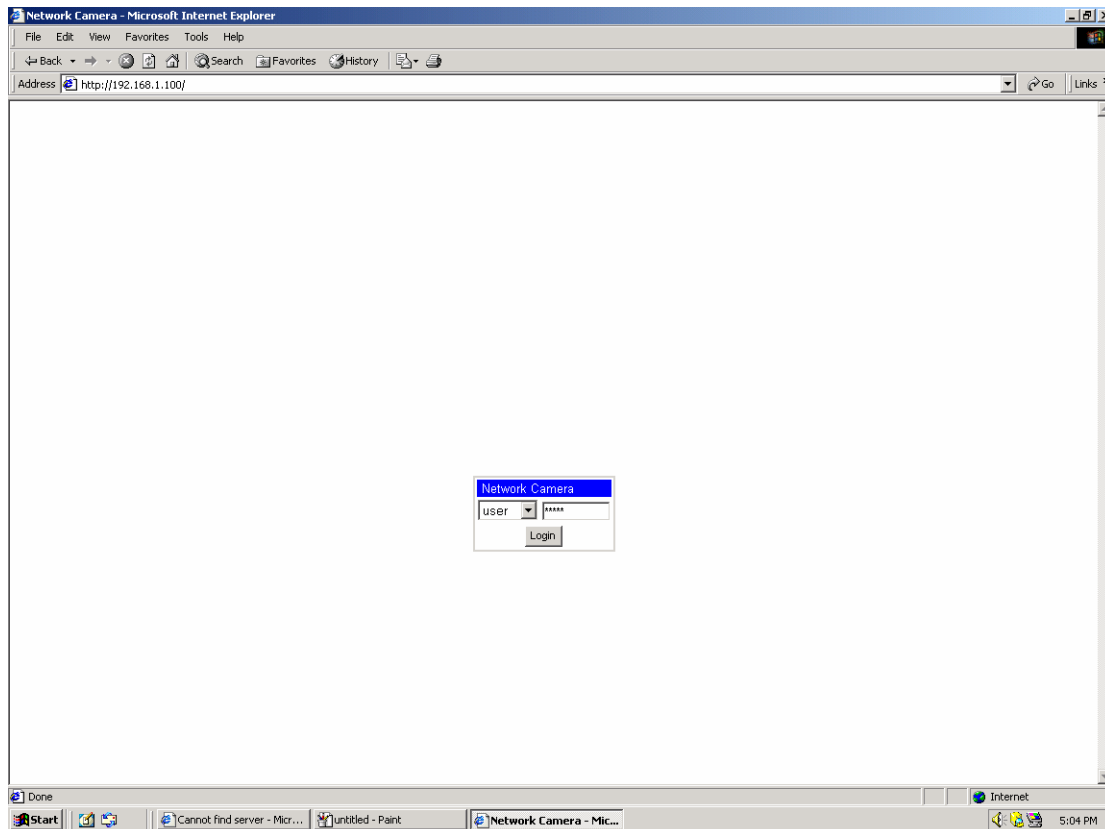 Network Camera - Microsoft Internet Explorer
File Edit View Favorites Tools Help
Back Search Favorites History
Address http://192.168.1.100/ Go Links
Network Camera
user *****
Login
Done Internet
Start Cannot find server - Micr... untitled - Paint Network Camera - Mic... 5:04 PM